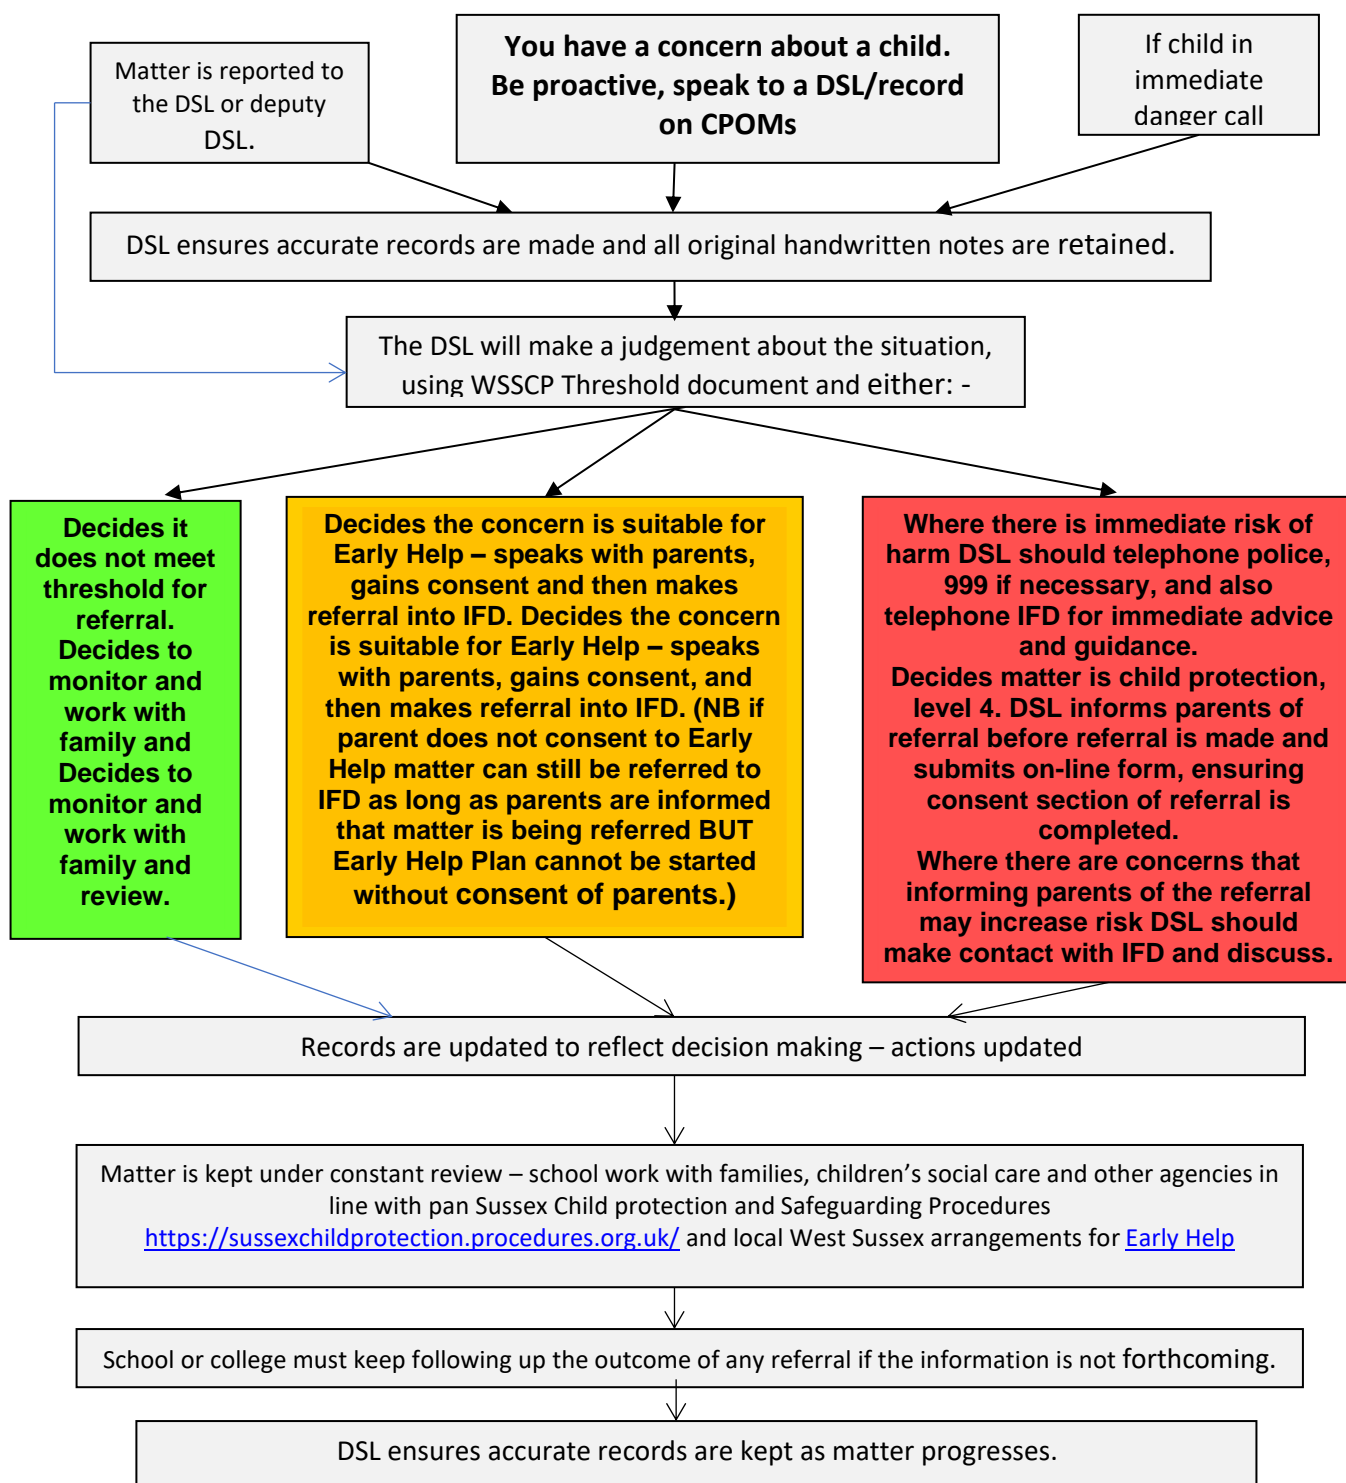 Matter is reported to
the DSL or deputy
DSL.
You have a concern about a child.
Be proactive, speak to a DSL/record
on CPOMs
If child in
immediate
danger call
DSL ensures accurate records are made and all original handwritten notes are retained.
The DSL will make a judgement about the situation,
using WSSCP Threshold document and either: -
Decides it
does not meet
threshold for
referral.
Decides to
monitor and
work with
family and
Decides to
monitor and
work with
family and
review.
Decides the concern is suitable for
Early Help – speaks with parents,
gains consent and then makes
referral into IFD. Decides the concern
is suitable for Early Help – speaks
with parents, gains consent, and
then makes referral into IFD. (NB if
parent does not consent to Early
Help matter can still be referred to
IFD as long as parents are informed
that matter is being referred BUT
Early Help Plan cannot be started
without consent of parents.)
Where there is immediate risk of
harm DSL should telephone police,
999 if necessary, and also
telephone IFD for immediate advice
and guidance.
Decides matter is child protection,
level 4. DSL informs parents of
referral before referral is made and
submits on-line form, ensuring
consent section of referral is
completed.
Where there are concerns that
informing parents of the referral
may increase risk DSL should
make contact with IFD and discuss.
Records are updated to reflect decision making – actions updated
Matter is kept under constant review – school work with families, children’s social care and other agencies in
line with pan Sussex Child protection and Safeguarding Procedures
https://sussexchildprotection.procedures.org.uk/ and local West Sussex arrangements for Early Help
School or college must keep following up the outcome of any referral if the information is not forthcoming.
DSL ensures accurate records are kept as matter progresses.